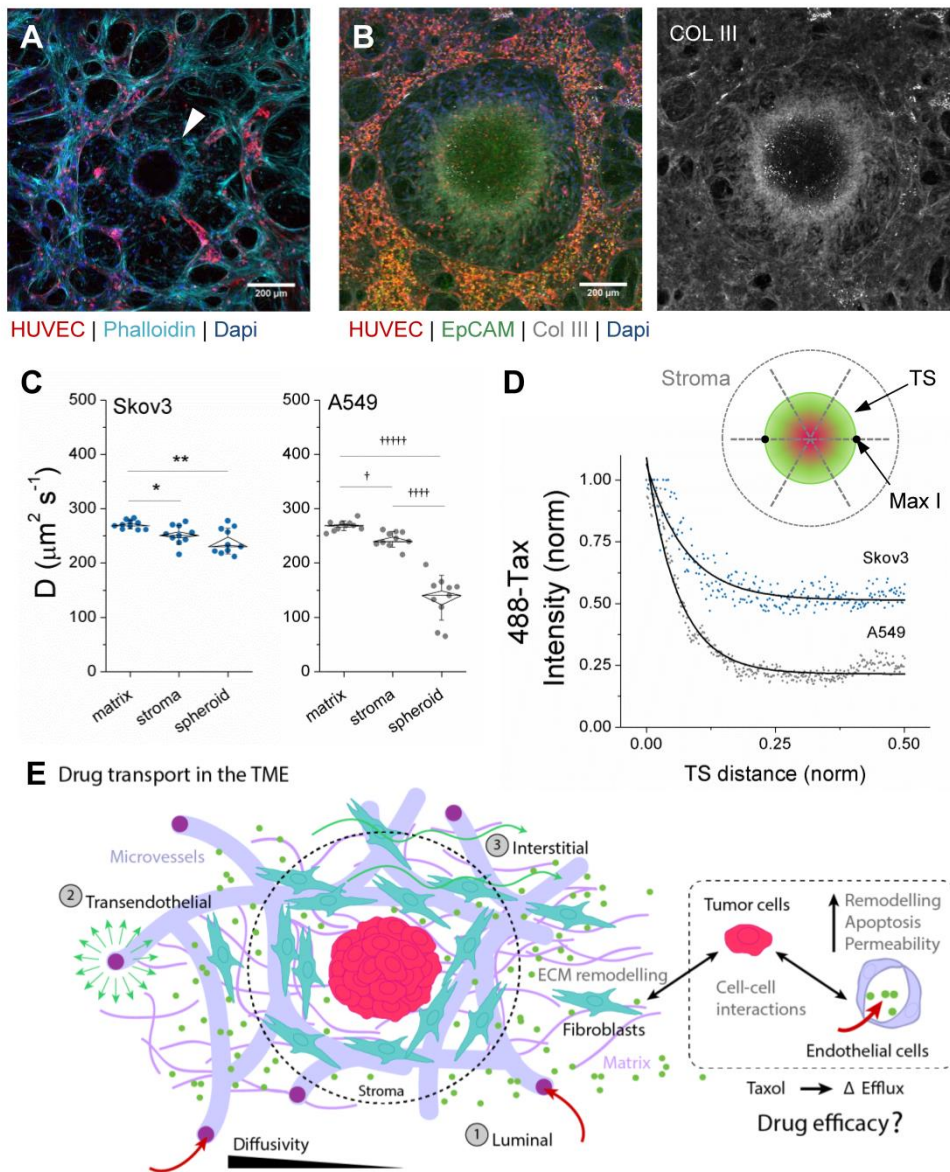 A
B
COL III
200 µm
200 µm
HUVEC | Phalloidin | Dapi
HUVEC | EpCAM | Col III | Dapi
C
Skov3
A549
D (µm² s⁻¹)
500
400
300
200
100
0
**
*
matrix
stroma
spheroid
500
400
300
200
100
0
†††††
†
††††
matrix
stroma
spheroid
D
Stroma
TS
Max I
488-Tax
Intensity (norm)
1.00
0.75
0.50
0.25
0.00
Skov3
A549
0.00
0.25
0.50
TS distance (norm)
E Drug transport in the TME
Microvessels
3 Interstitial
2 Transendothelial
ECM remodelling
Fibroblasts
Matrix
Stroma
1 Luminal
Diffusivity
Tumor cells
Remodelling
Apoptosis
Permeability
Cell-cell
interactions
Endothelial cells
Taxol → Δ Efflux
Drug efficacy?